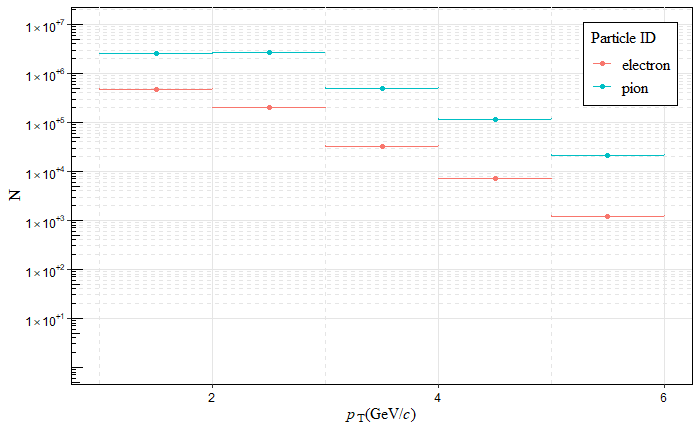 1×10+7
1×10+6
1×10+5
1×10+4
1×10+3
1×10+2
1×10+1
N
Particle ID
electron
pion
2
4
6
pT(GeV/c)